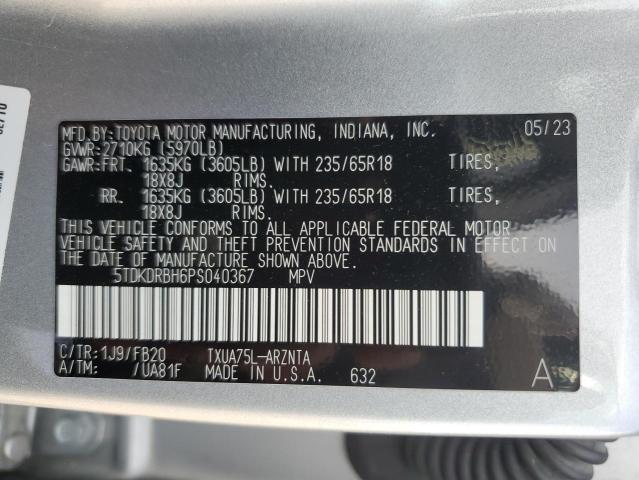 MFD.BY:TOYOTA MOTOR MANUFACTURING, INDIANA, INC. 05/23
GVWR:2710KG (5970LB)
GAWR:FRT. 1635KG (3605LB) WITH 235/65R18 TIRES,
18X8J RIMS.
RR. 1635KG (3605LB) WITH 235/65R18 TIRES,
18X8J RIMS.
THIS VEHICLE CONFORMS TO ALL APPLICABLE FEDERAL MOTOR
VEHICLE SAFETY AND THEFT PREVENTION STANDARDS IN EFFECT ON
THE DATE OF MANUFACTURE SHOWN ABOVE.
5TDKDRBH6PS040367 MPV
C/TR:1J9/FB20 TXUA75L-ARZNTA
A/TM: /UA81F MADE IN U.S.A. 632 A